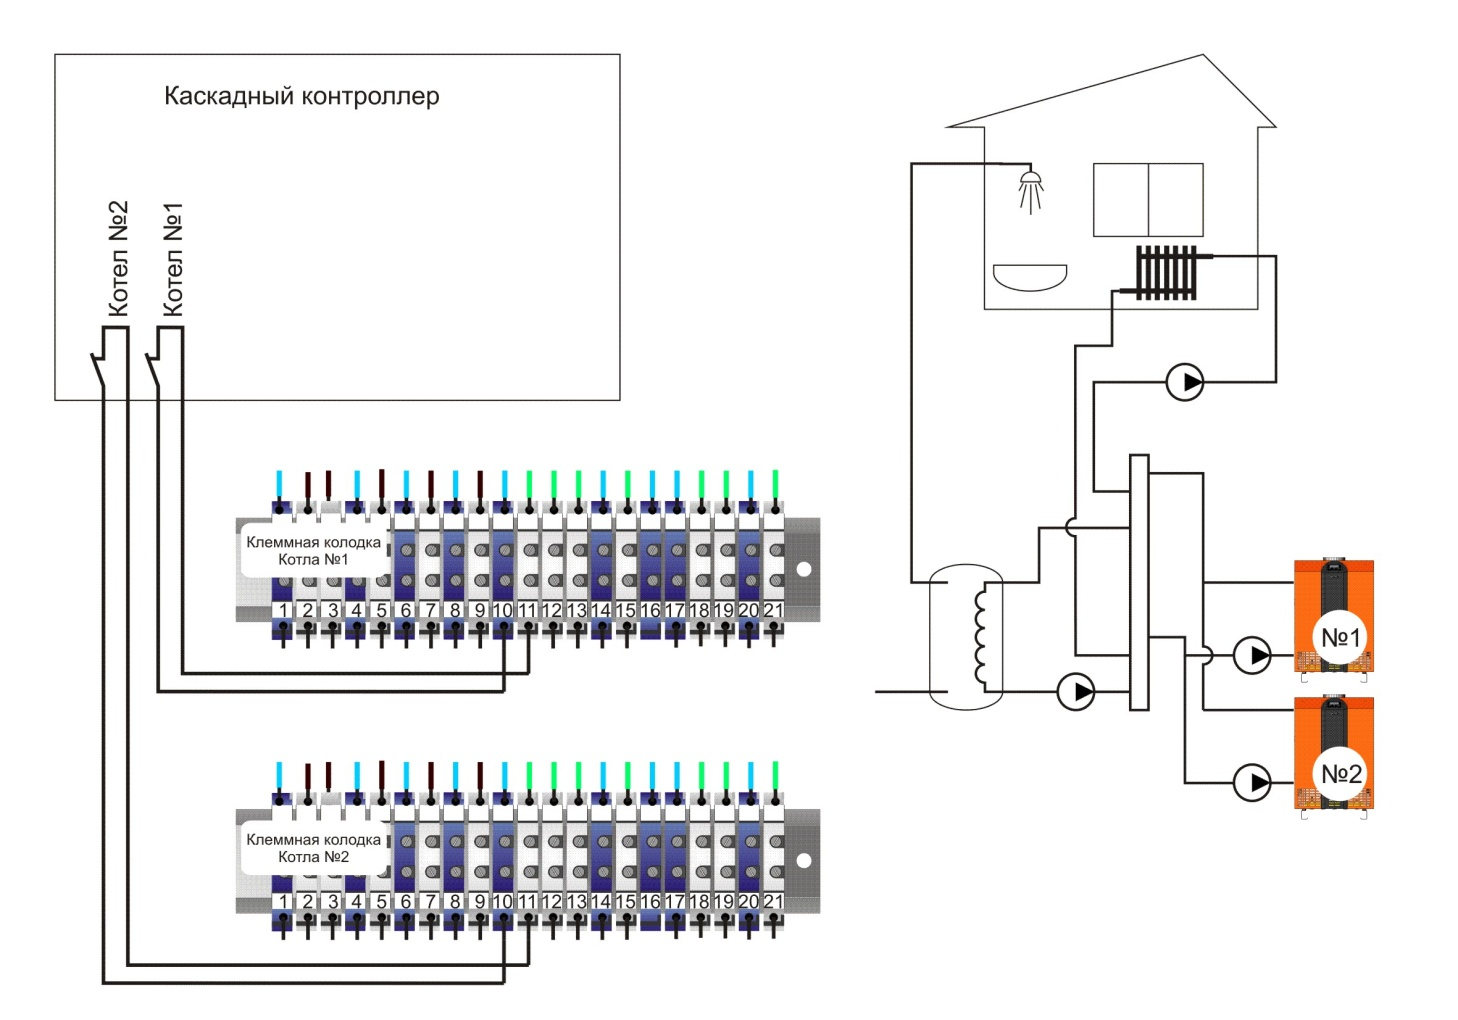 Каскадный контроллер
Котел №2
Котел №1
Клеммная колодка
Котла №1
1 2 3 4 5 6 7 8 9 10 11 12 13 14 15 16 17 18 19 20 21
Клеммная колодка
Котла №2
1 2 3 4 5 6 7 8 9 10 11 12 13 14 15 16 17 18 19 20 21
№1
№2